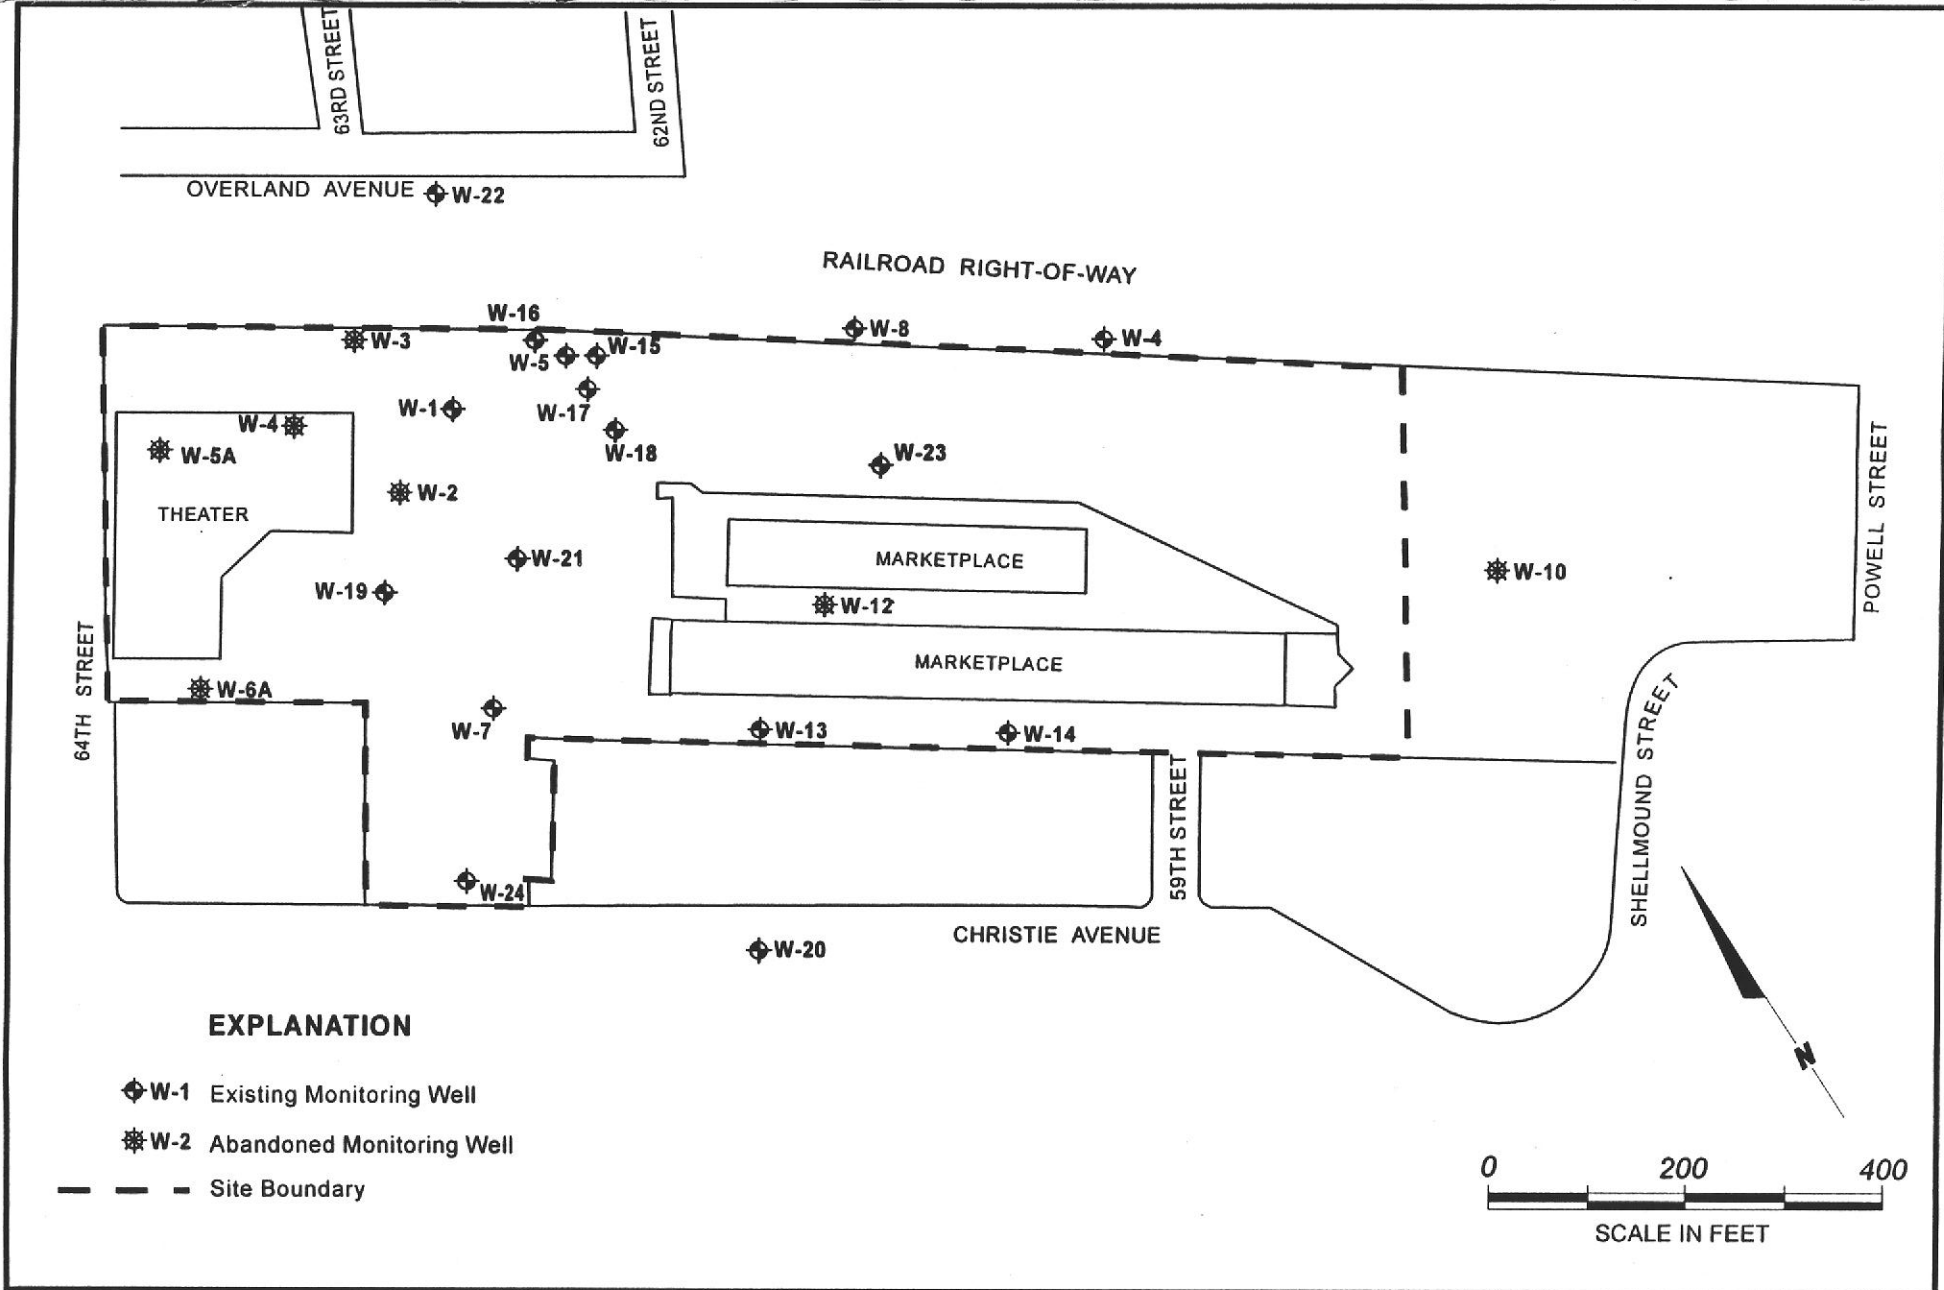 63RD STREET
62ND STREET
OVERLAND AVENUE
W-22
RAILROAD RIGHT-OF-WAY
W-16
W-8
W-4
W-3
W-15
W-5
W-1
W-17
W-4
W-18
W-23
W-5A
W-2
THEATER
W-21
MARKETPLACE
W-10
POWELL STREET
W-19
W-12
MARKETPLACE
64TH STREET
W-6A
W-7
W-13
W-14
SHELLMOUND STREET
59TH STREET
W-24
CHRISTIE AVENUE
W-20
EXPLANATION
W-1 Existing Monitoring Well
W-2 Abandoned Monitoring Well
Site Boundary
N
0 200 400
SCALE IN FEET